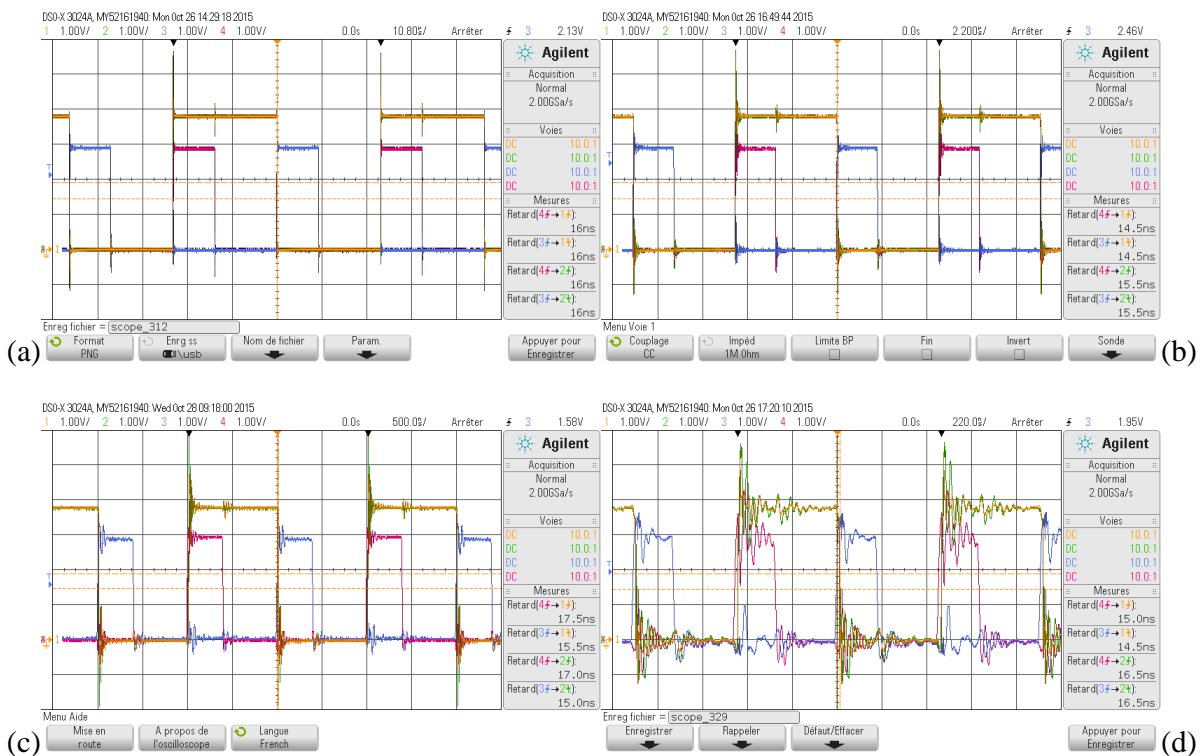 DSO-X 3024A, MY52161940: Mon Oct 26 14:29:18 2015
1 1.00V/ 2 1.00V/ 3 1.00V/ 4 1.00V/ 0.0s 10.80%/ Arrêter 3 2.13V
Agilent
Acquisition
Normal
2.00GSa/s
Voies
DC 10.0:1
DC 10.0:1
DC 10.0:1
DC 10.0:1
Mesures
Retard(4→1):
16ns
Retard(3→1):
16ns
Retard(4→2):
16ns
Retard(3→2):
16ns
Enreg fichier = scope_312
(a)
Format
PNG
Enrg ss
\usb
Nom de fichier
Param.
Appuyer pour
Enregistrer
DSO-X 3024A, MY52161940: Mon Oct 26 16:49:44 2015
1 1.00V/ 2 1.00V/ 3 1.00V/ 4 1.00V/ 0.0s 2.200%/ Arrêter 3 2.46V
Agilent
Acquisition
Normal
2.00GSa/s
Voies
DC 10.0:1
DC 10.0:1
DC 10.0:1
DC 10.0:1
Mesures
Retard(4→1):
14.5ns
Retard(3→1):
14.5ns
Retard(4→2):
15.5ns
Retard(3→2):
15.5ns
Menu Voie 1
Couplage
CC
Impéd
1M Ohm
Limite BP
Fin
Invert
Sonde
(b)
DSO-X 3024A, MY52161940: Wed Oct 28 09:18:00 2015
1 1.00V/ 2 1.00V/ 3 1.00V/ 4 1.00V/ 0.0s 500.0%/ Arrêter 3 1.58V
Agilent
Acquisition
Normal
2.00GSa/s
Voies
DC 10.0:1
DC 10.0:1
DC 10.0:1
DC 10.0:1
Mesures
Retard(4→1):
17.5ns
Retard(3→1):
15.5ns
Retard(4→2):
17.0ns
Retard(3→2):
15.0ns
Menu Aide
(c)
Mise en
route
A propos de
l'oscilloscope
Langue
French
DSO-X 3024A, MY52161940: Mon Oct 26 17:20:10 2015
1 1.00V/ 2 1.00V/ 3 1.00V/ 4 1.00V/ 0.0s 220.0%/ Arrêter 3 1.95V
Agilent
Acquisition
Normal
2.00GSa/s
Voies
DC 10.0:1
DC 10.0:1
DC 10.0:1
DC 10.0:1
Mesures
Retard(4→1):
15.0ns
Retard(3→1):
14.5ns
Retard(4→2):
16.5ns
Retard(3→2):
16.5ns
Enreg fichier = scope_329
Enregistrer
Rappeler
Défaut/Effacer
Appuyer pour
Enregistrer
(d)